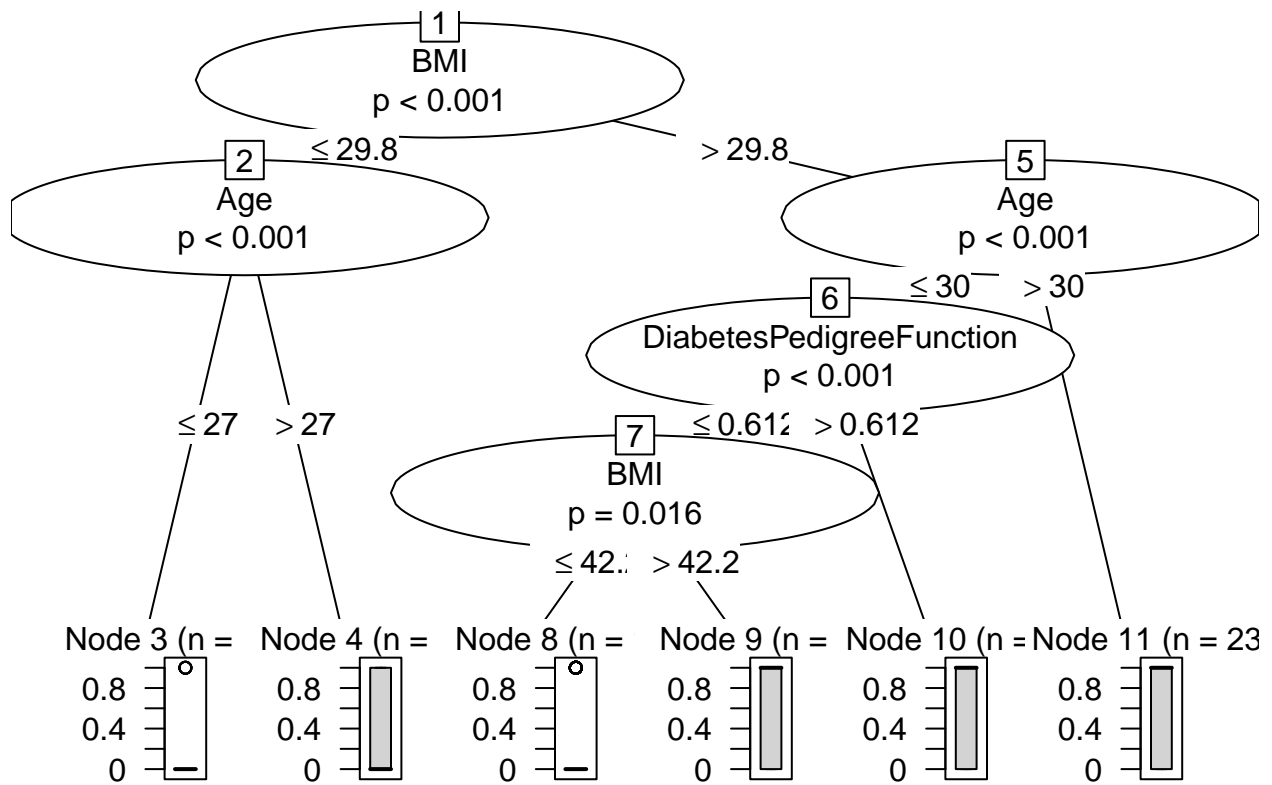 1
BMI
p < 0.001
≤ 29.8
> 29.8
2
Age
p < 0.001
5
Age
p < 0.001
≤ 30
> 30
6
DiabetesPedigreeFunction
p < 0.001
≤ 27
> 27
≤ 0.612
> 0.612
7
BMI
p = 0.016
≤ 42.
> 42.2
Node 3 (n =
Node 4 (n =
Node 8 (n =
Node 9 (n =
Node 10 (n =
Node 11 (n = 23
0.8
0.4
0
0.8
0.4
0
0.8
0.4
0
0.8
0.4
0
0.8
0.4
0
0.8
0.4
0